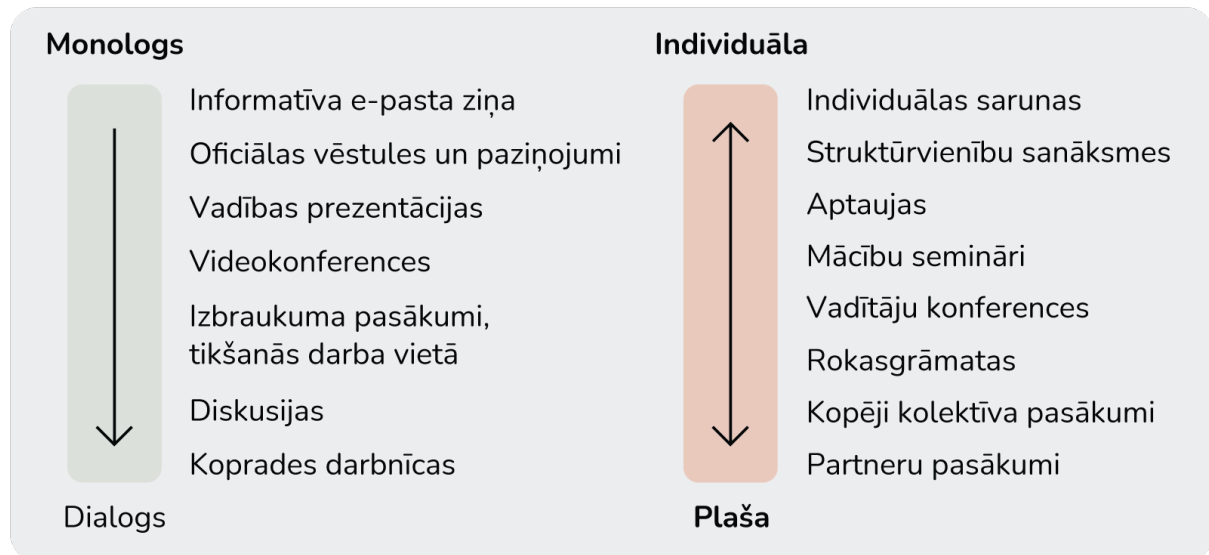 Monologs
Informatīva e-pasta ziņa
Oficiālas vēstules un paziņojumi
Vadības prezentācijas
Videokonferences
Izbraukuma pasākumi,
tikšanās darba vietā
Diskusijas
Koprades darbnīcas
Dialogs
Individuāla
Individuālas sarunas
Struktūrvienību sanāksmes
Aptaujas
Mācību semināri
Vadītāju konferences
Rokasgrāmatas
Kopēji kolektīva pasākumi
Partneru pasākumi
Plaša